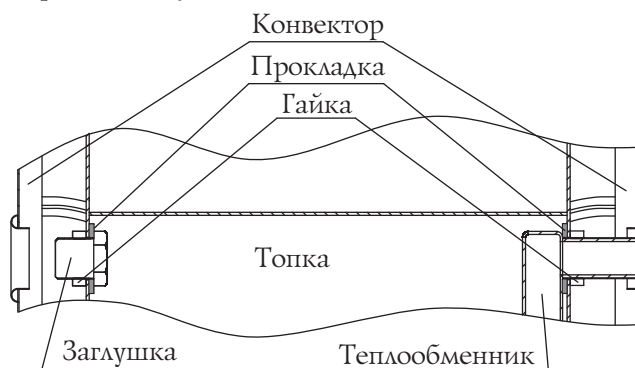 Конвектор
Прокладка
Гайка
Топка
Заглушка
Теплообменник